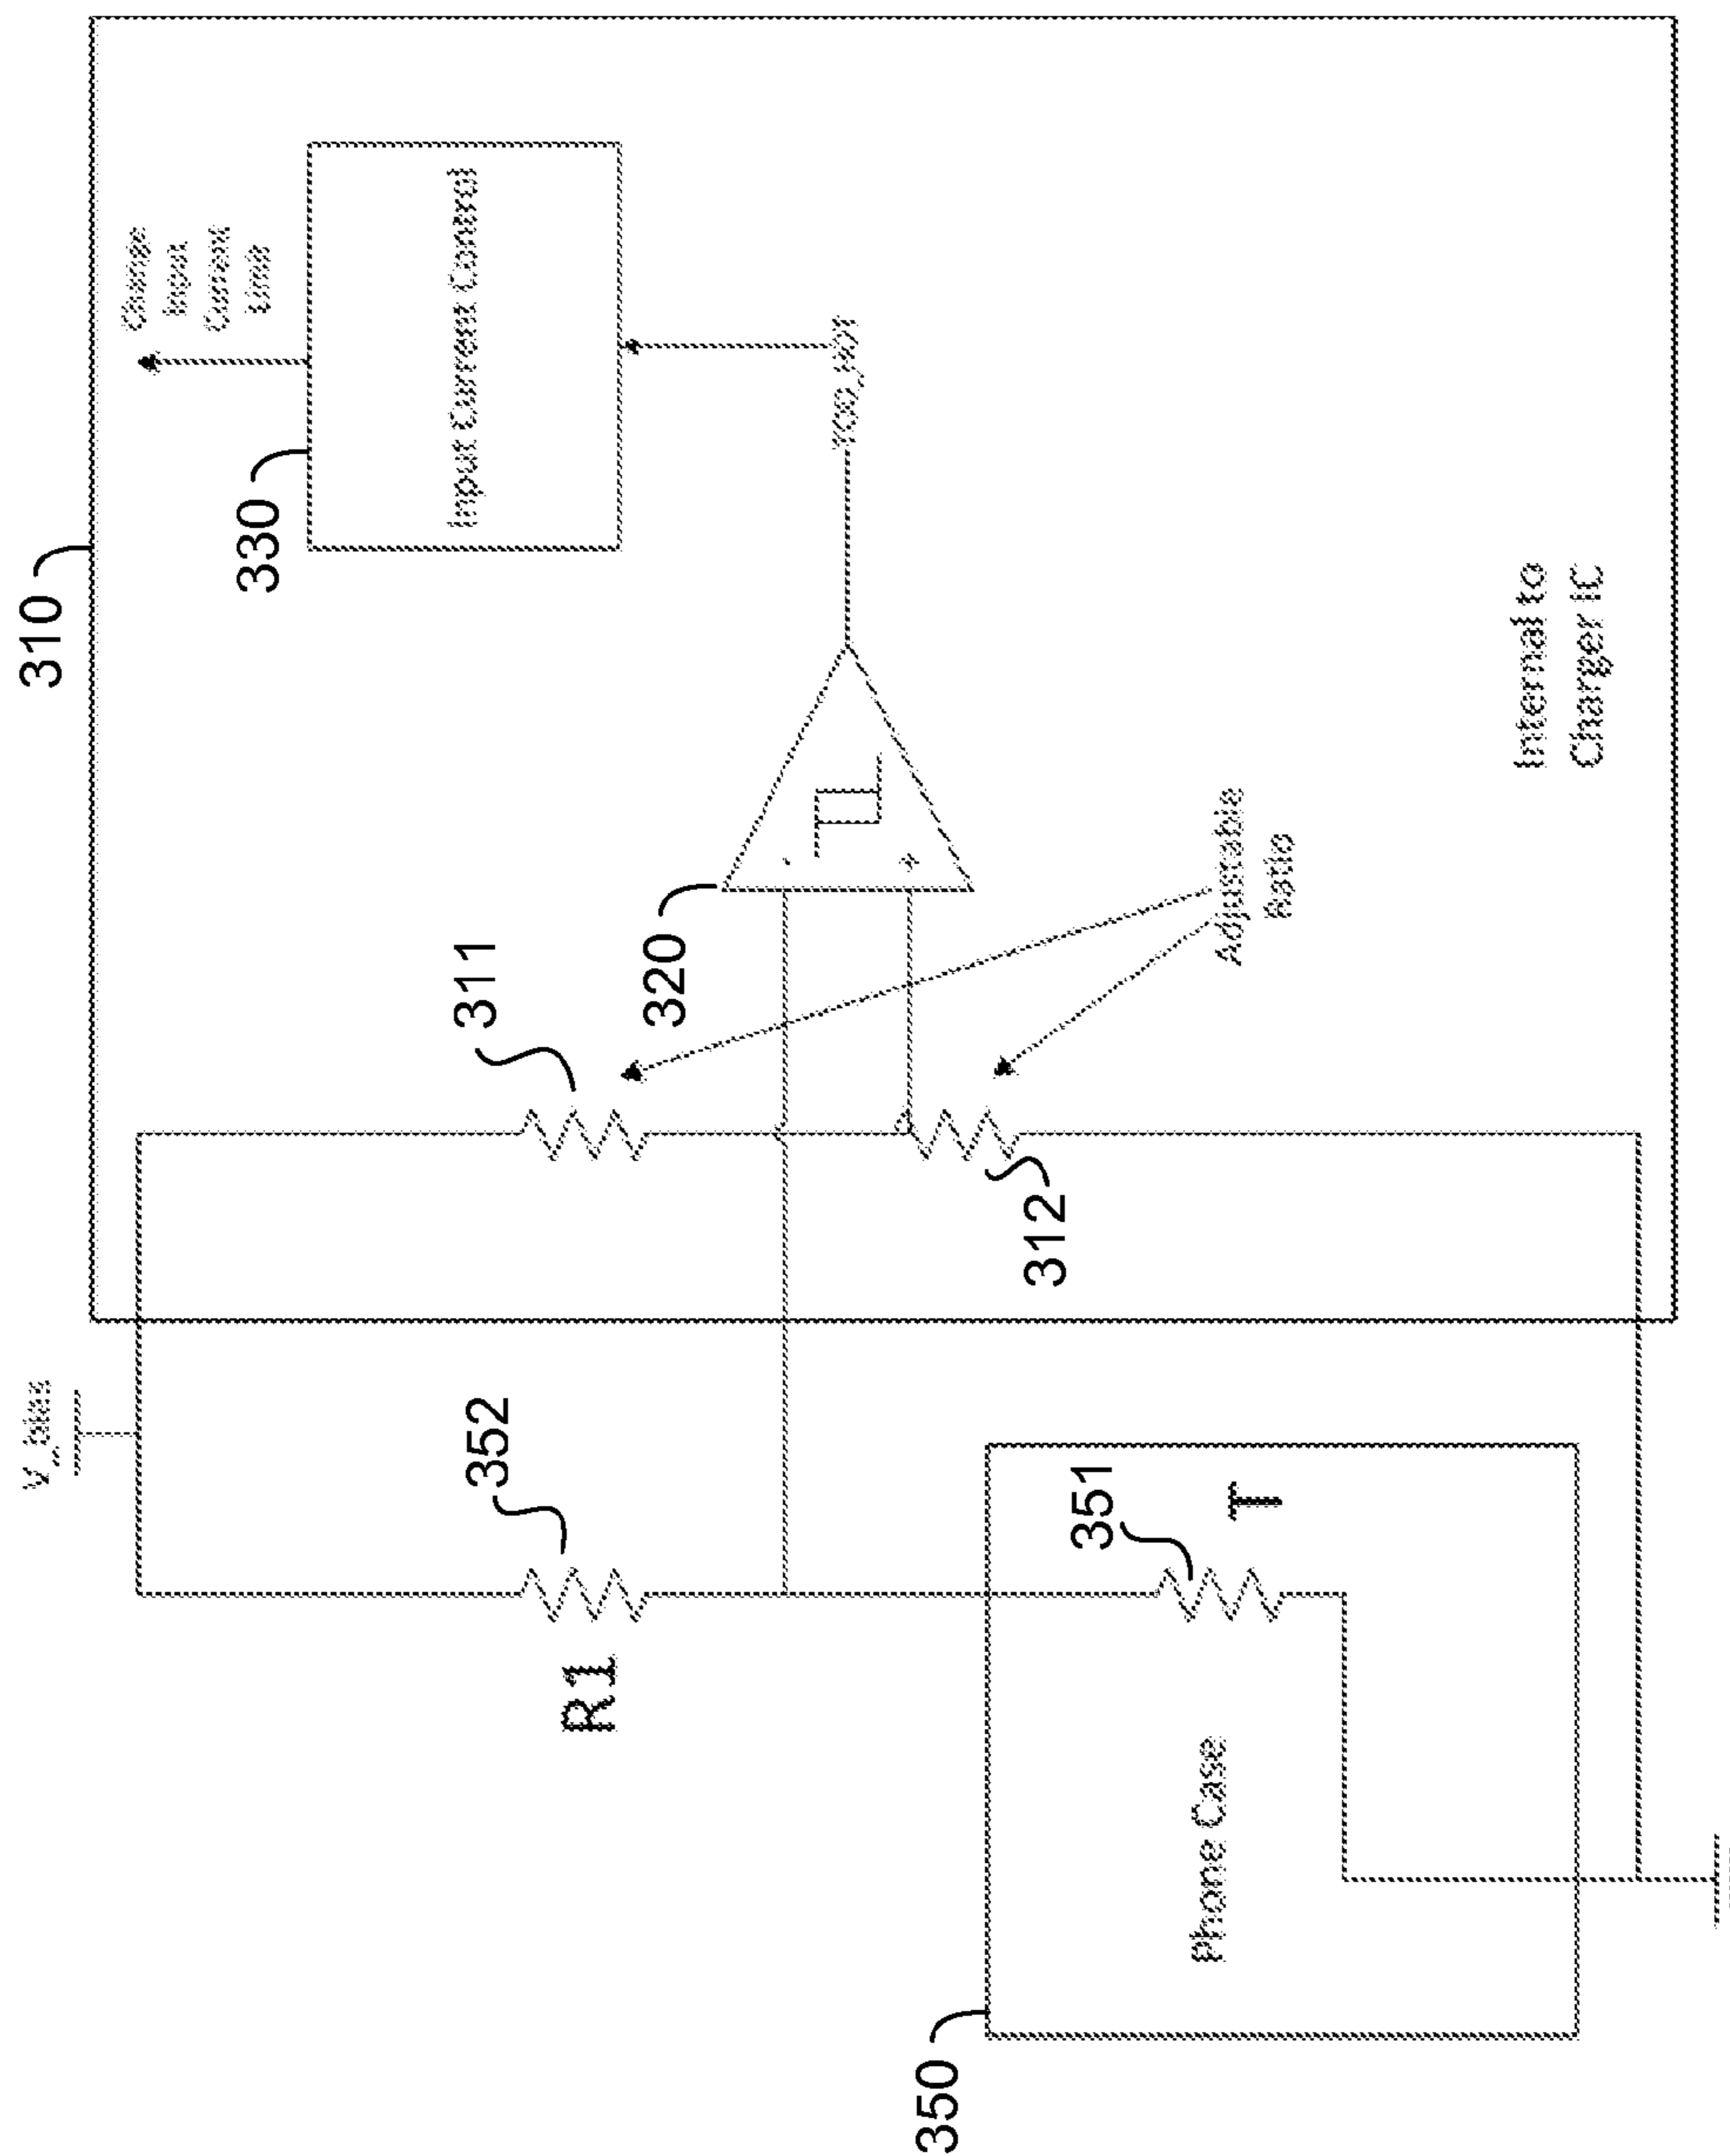 310
Change
Input
Current
Limit
330
Input Current Control
TOO_HOT
V_bias
311
320
352
R1
312
Adjustable
Ratio
Internal to
Charger IC
351
T
Phone Case
350